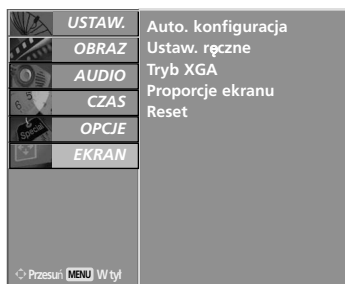 USTAW.
OBRAZ
AUDIO
CZAS
OPCJE
EKRAN
Auto. konfiguracja
Ustaw. ręczne
Tryb XGA
Proporcje ekranu
Reset
Przesuń MENU W tył